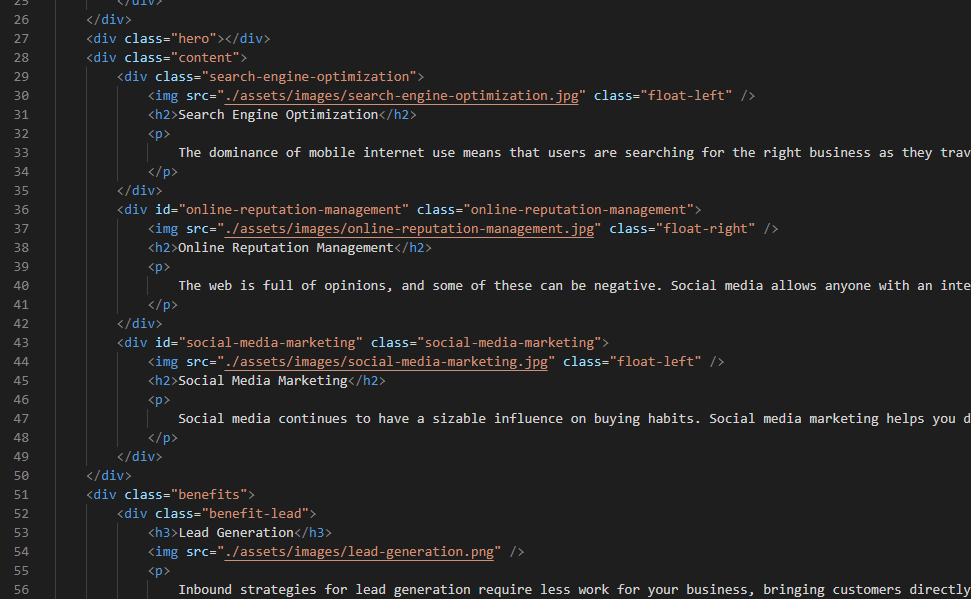 25 </div>
26 </div>
27 <div class="hero"></div>
28 <div class="content">
29 <div class="search-engine-optimization">
30 <img src="./assets/images/search-engine-optimization.jpg" class="float-left" />
31 <h2>Search Engine Optimization</h2>
32 <p>
33 The dominance of mobile internet use means that users are searching for the right business as they trav
34 </p>
35 </div>
36 <div id="online-reputation-management" class="online-reputation-management">
37 <img src="./assets/images/online-reputation-management.jpg" class="float-right" />
38 <h2>Online Reputation Management</h2>
39 <p>
40 The web is full of opinions, and some of these can be negative. Social media allows anyone with an inte
41 </p>
42 </div>
43 <div id="social-media-marketing" class="social-media-marketing">
44 <img src="./assets/images/social-media-marketing.jpg" class="float-left" />
45 <h2>Social Media Marketing</h2>
46 <p>
47 Social media continues to have a sizable influence on buying habits. Social media marketing helps you d
48 </p>
49 </div>
50 </div>
51 <div class="benefits">
52 <div class="benefit-lead">
53 <h3>Lead Generation</h3>
54 <img src="./assets/images/lead-generation.png" />
55 <p>
56 Inbound strategies for lead generation require less work for your business, bringing customers directly